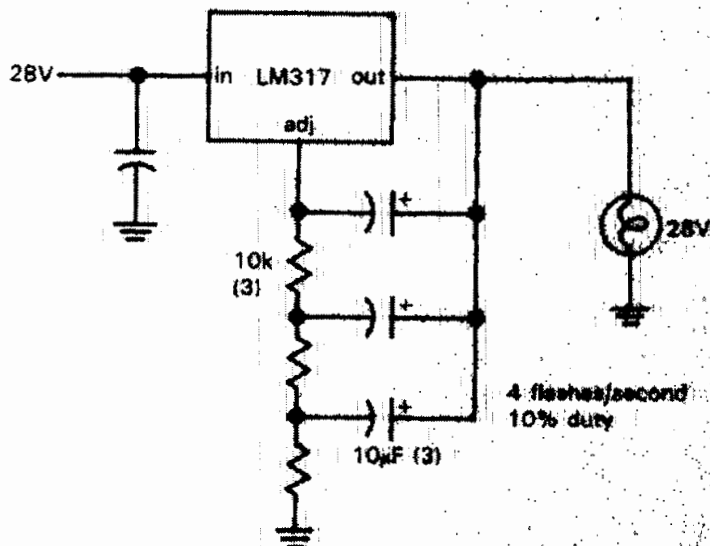 28V
in LM317 out
adj
10k
(3)
28V
4 flashes/second
10% duty
10µF (3)
+
+
+